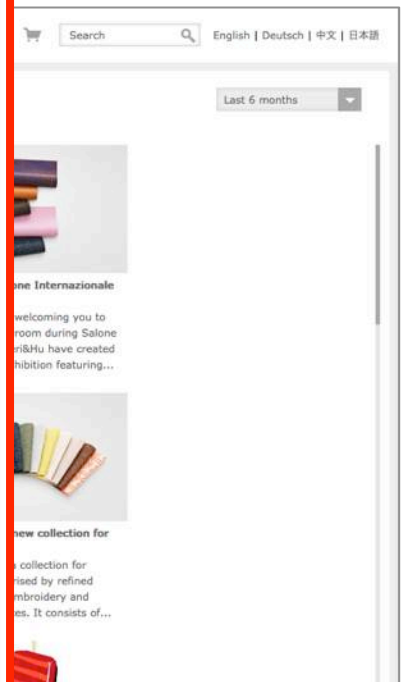 Search
English | Deutsch | 中文 | 日本語
Last 6 months
one Internazionale
welcoming you to
room during Salone
eri&Hu have created
hibition featuring...
new collection for
collection for
rised by refined
mbroidery and
es. It consists of...